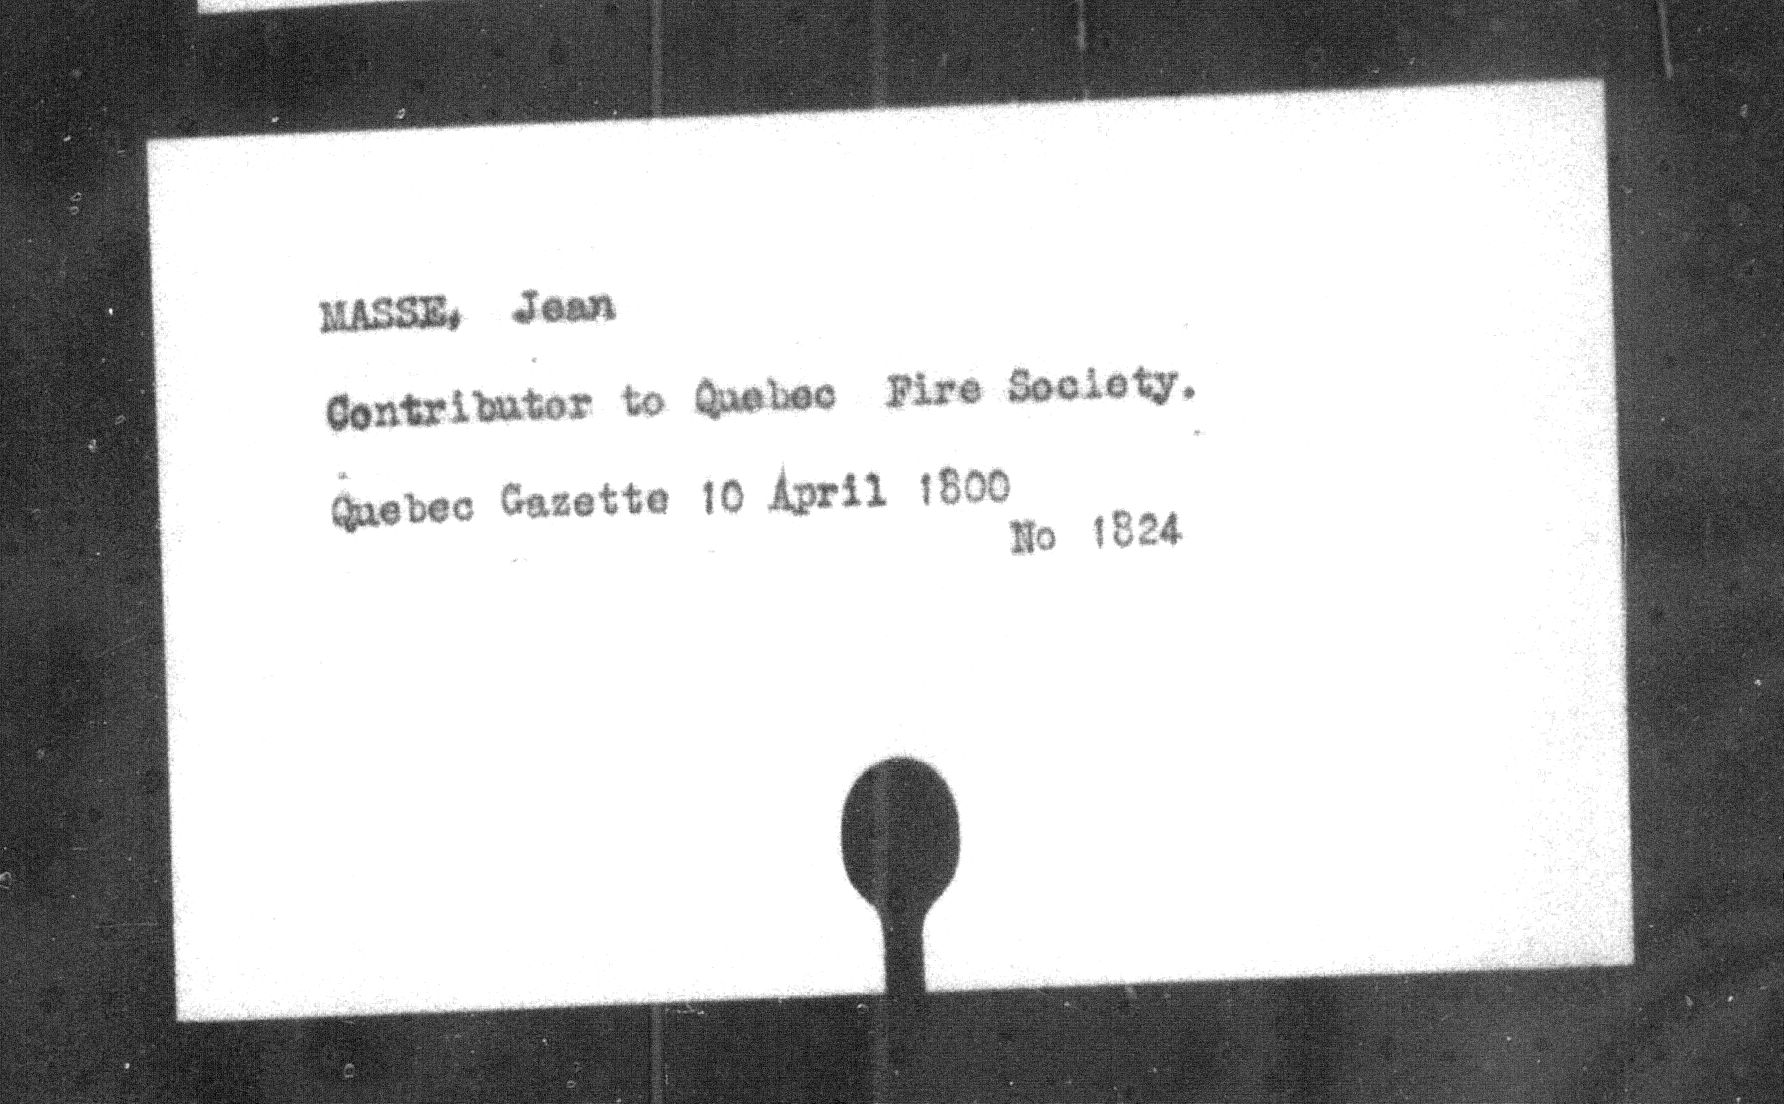 MASSE, Jean
Contributor to Quebec Fire Society.
Quebec Gazette 10 April 1800
No 1824